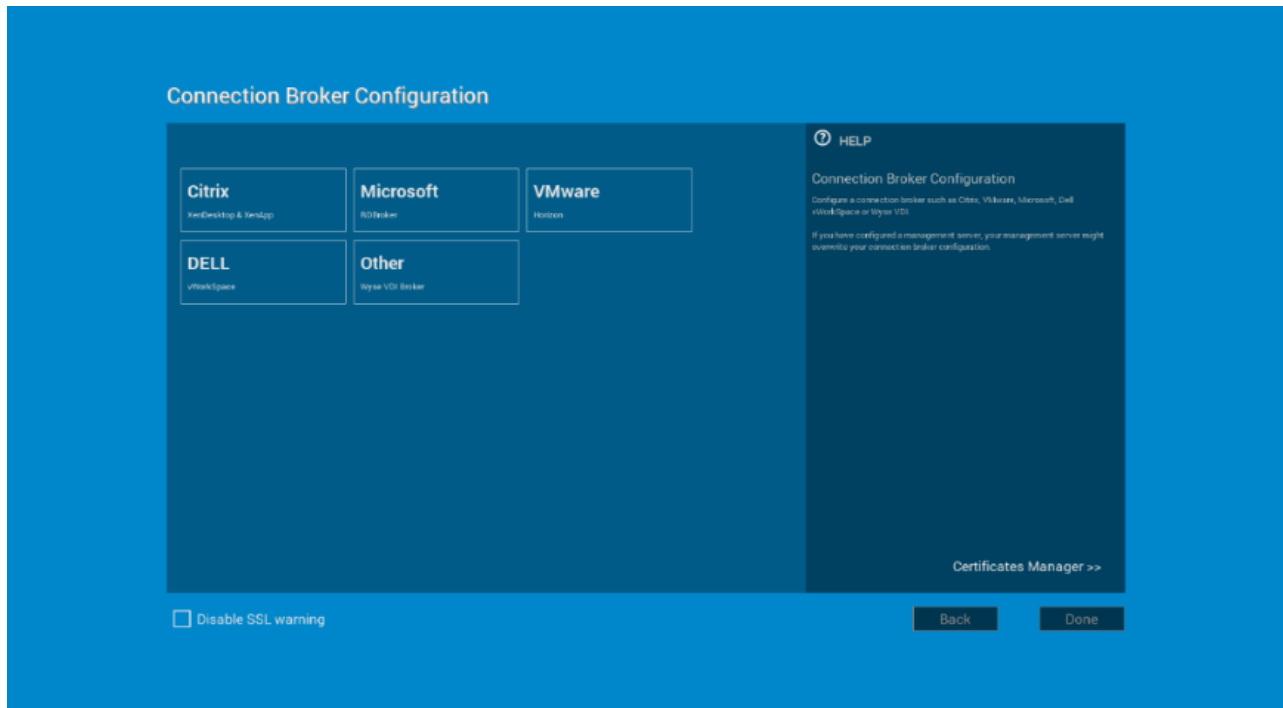 Connection Broker Configuration
HELP
Citrix
XenDesktop & XenApp
Microsoft
RD Broker
VMware
Horizon
DELL
vWorkSpace
Other
Wyse VDI Broker
Connection Broker Configuration
Configure a connection broker such as Citrix, VMware, Microsoft, Dell
vWorkSpace or Wyse VDI
If you have configured a management server, your management server might
overwrite your connection broker configuration.
Certificates Manager >>
Disable SSL warning
Back
Done